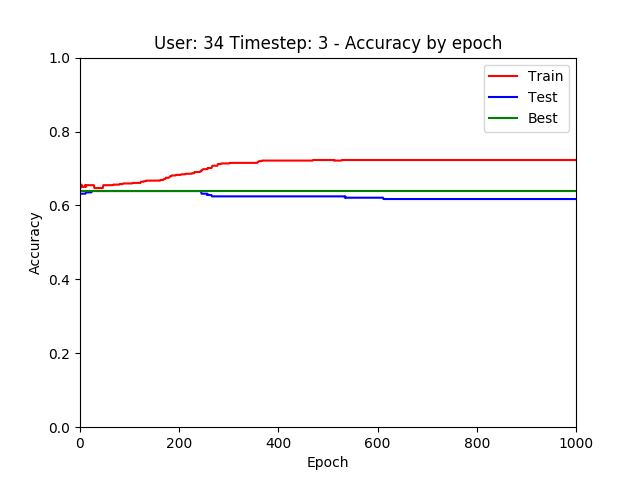 User: 34 Timestep: 3 - Accuracy by epoch
1.0
0.8
0.6
0.4
0.2
0.0
Accuracy
Train
Test
Best
0 200 400 600 800 1000
Epoch